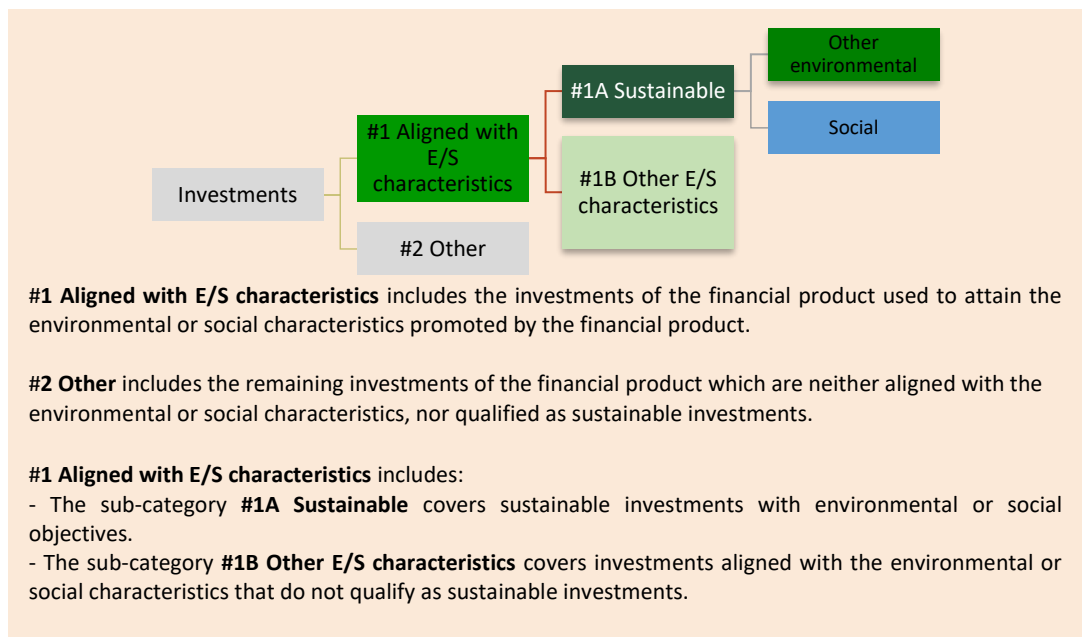 Other
environmental
#1A Sustainable
#1 Aligned with
E/S
characteristics
Social
#1B Other E/S
characteristics
Investments
#2 Other
#1 Aligned with E/S characteristics includes the investments of the financial product used to attain the
environmental or social characteristics promoted by the financial product.
#2 Other includes the remaining investments of the financial product which are neither aligned with the
environmental or social characteristics, nor qualified as sustainable investments.
#1 Aligned with E/S characteristics includes:
- The sub-category #1A Sustainable covers sustainable investments with environmental or social
objectives.
- The sub-category #1B Other E/S characteristics covers investments aligned with the environmental or
social characteristics that do not qualify as sustainable investments.